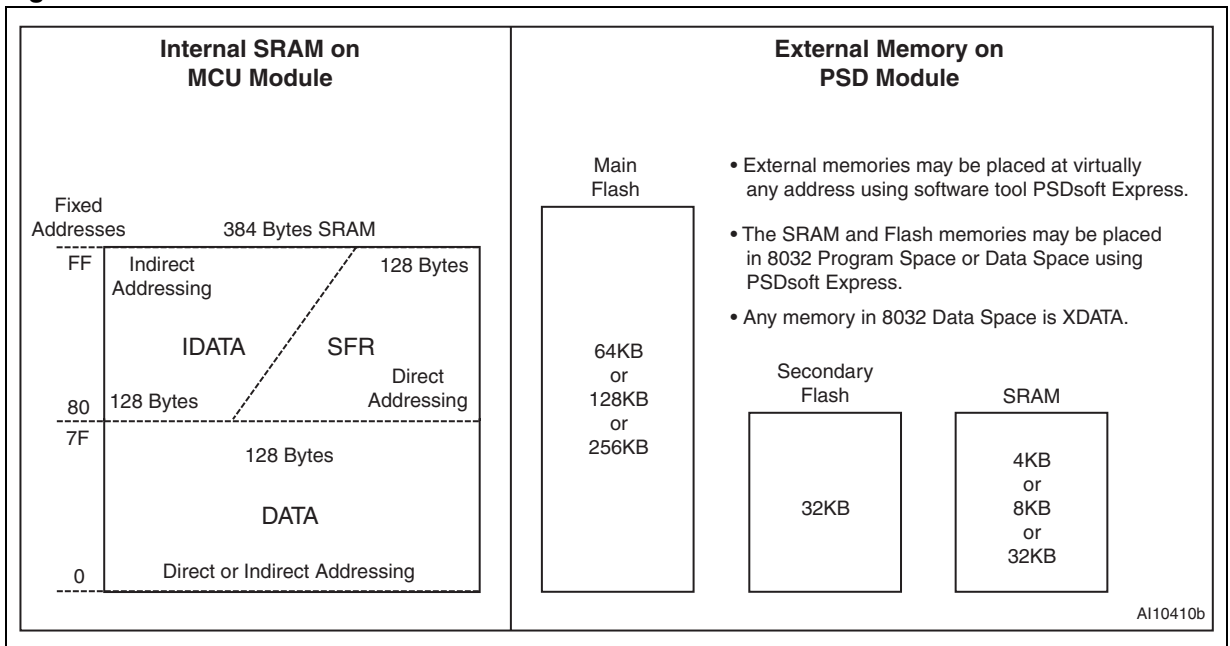 Internal SRAM on
MCU Module
Fixed
Addresses
384 Bytes SRAM
FF
Indirect
Addressing
128 Bytes
IDATA
SFR
Direct
Addressing
128 Bytes
80
7F
128 Bytes
DATA
0
Direct or Indirect Addressing
External Memory on
PSD Module
Main
Flash
64KB
or
128KB
or
256KB
• External memories may be placed at virtually
any address using software tool PSDsoft Express.
• The SRAM and Flash memories may be placed
in 8032 Program Space or Data Space using
PSDsoft Express.
• Any memory in 8032 Data Space is XDATA.
Secondary
Flash
32KB
SRAM
4KB
or
8KB
or
32KB
AI10410b